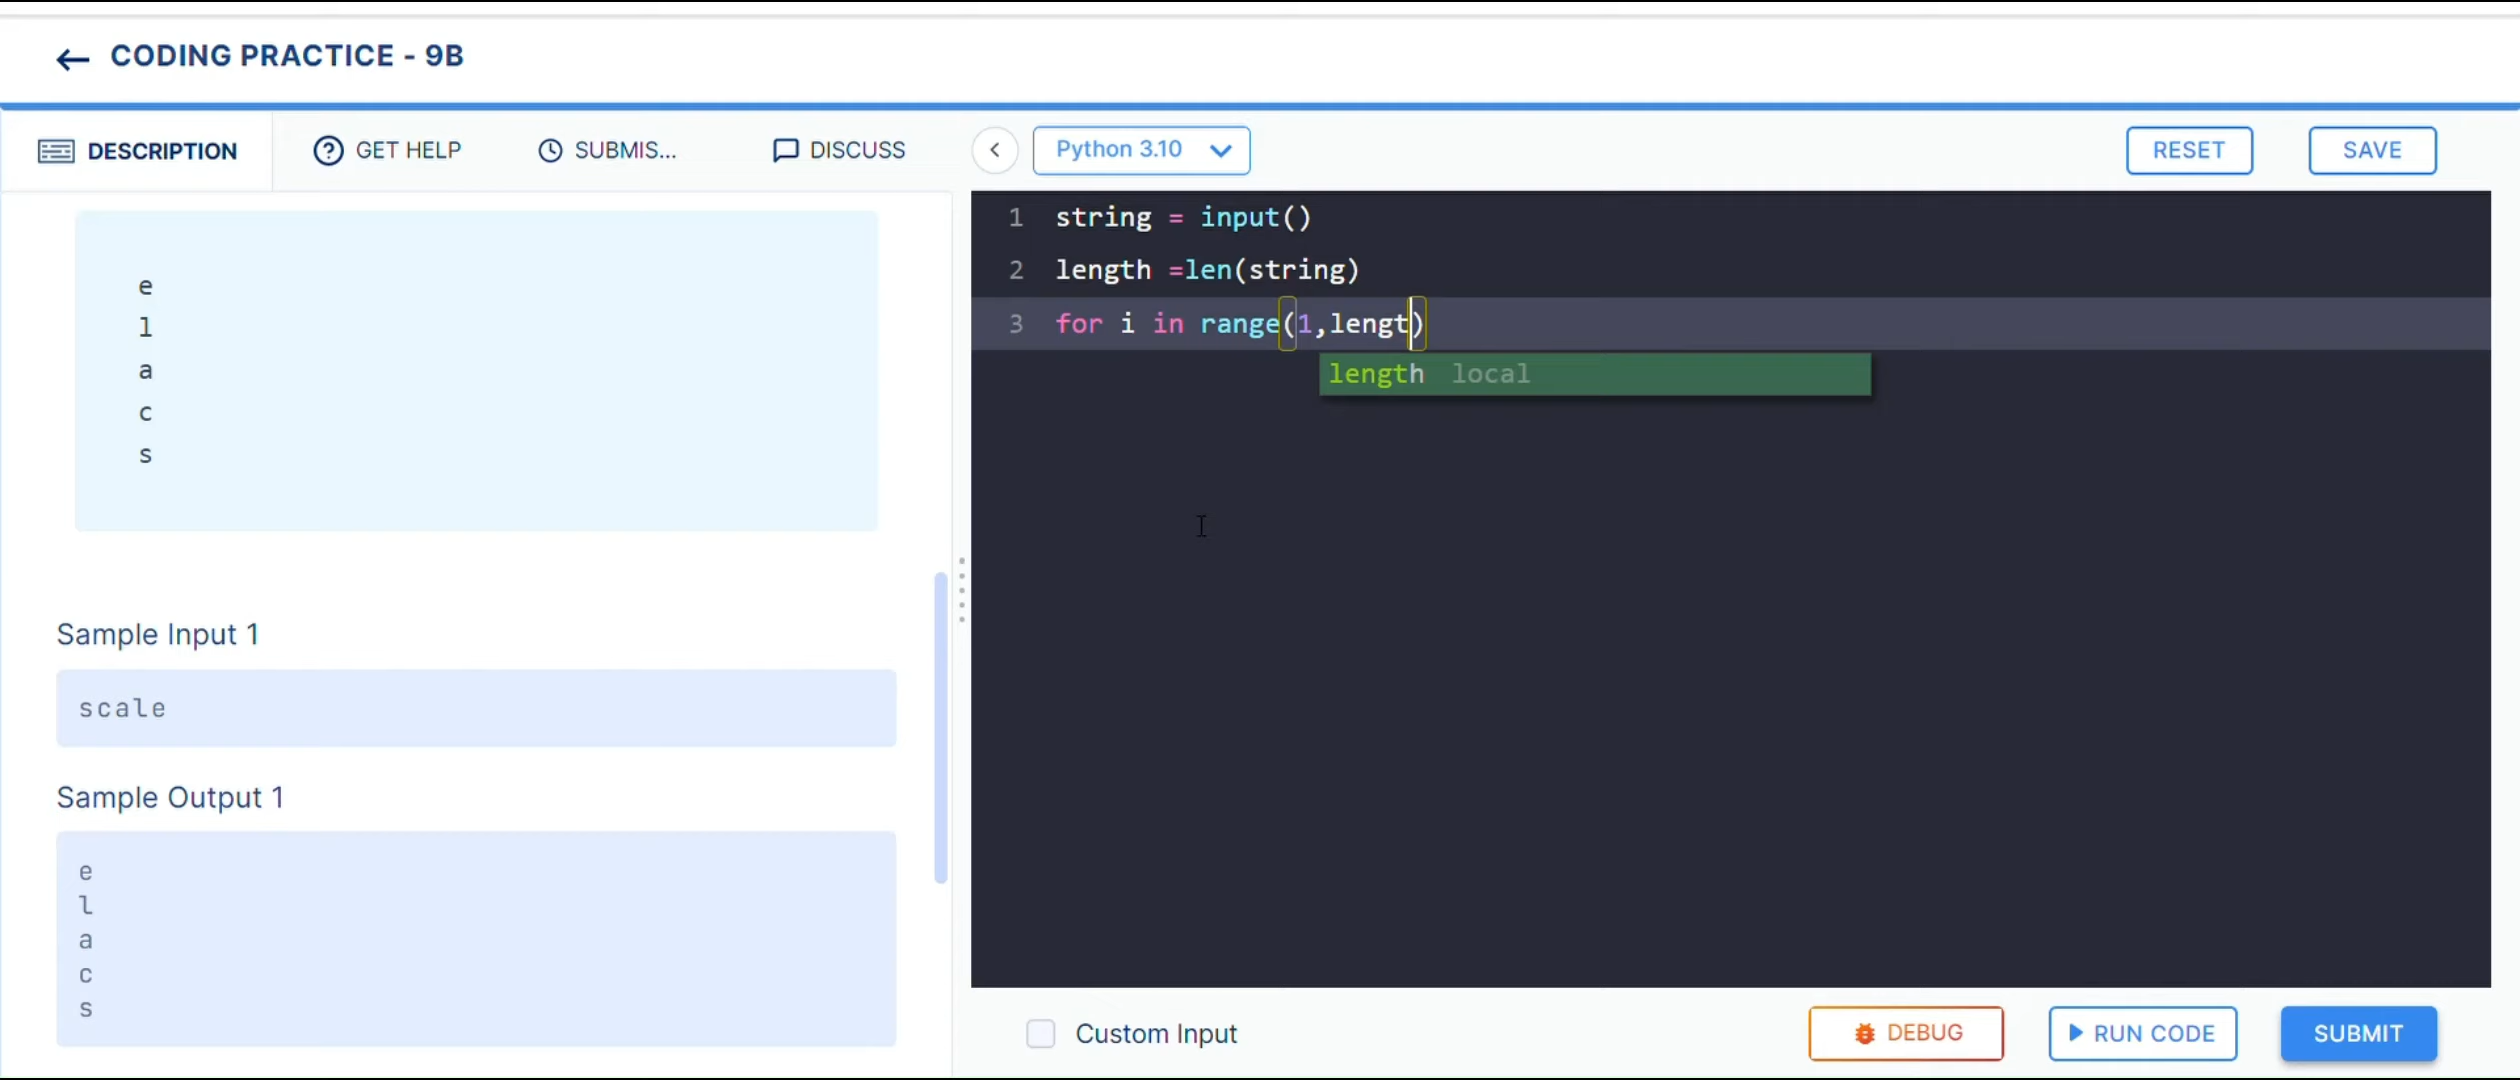 CODING PRACTICE - 9B
DESCRIPTION
GET HELP
SUBMIS...
DISCUSS
Python 3.10
RESET
SAVE
e
l
a
c
s
Sample Input 1
scale
Sample Output 1
e
l
a
c
s
1 string = input()
2 length =len(string)
3 for i in range(1,lengt)
length local
Custom Input
DEBUG
RUN CODE
SUBMIT